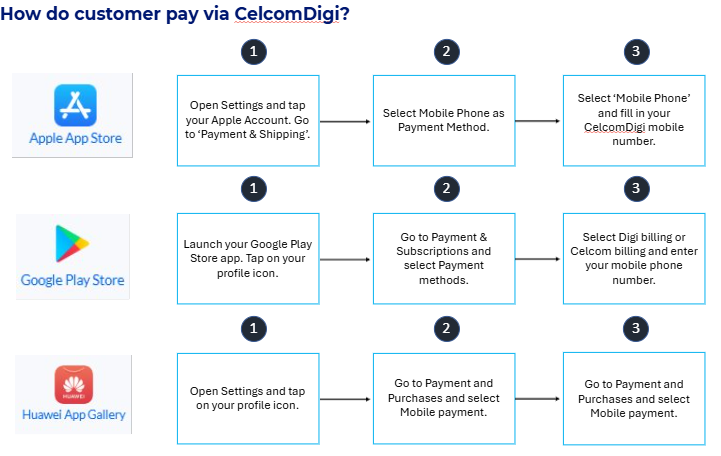 How do customer pay via CelcomDigi?
1
2
3
Apple App Store
Open Settings and tap
your Apple Account. Go
to ‘Payment & Shipping’.
Select Mobile Phone as
Payment Method.
Select ‘Mobile Phone’
and fill in your
CelcomDigi mobile
number.
1
2
3
Google Play Store
Launch your Google Play
Store app. Tap on your
profile icon.
Go to Payment &
Subscriptions and
select Payment
methods.
Select Digi billing or
Celcom billing and enter
your mobile phone
number.
1
2
3
HUAWEI
Huawei App Gallery
Open Settings and tap
on your profile icon.
Go to Payment and
Purchases and select
Mobile payment.
Go to Payment and
Purchases and select
Mobile payment.